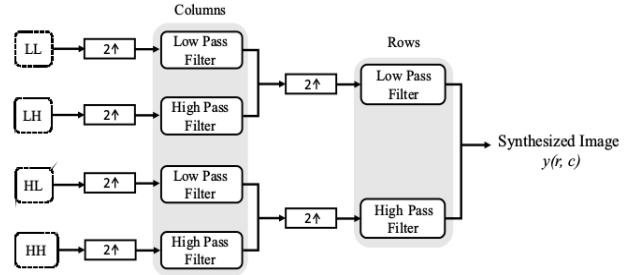 Columns
LL
2↑
Low Pass
Filter
Rows
2↑
Low Pass
Filter
LH
2↑
High Pass
Filter
Synthesized Image
y(r, c)
HL
2↑
Low Pass
Filter
2↑
High Pass
Filter
HH
2↑
High Pass
Filter